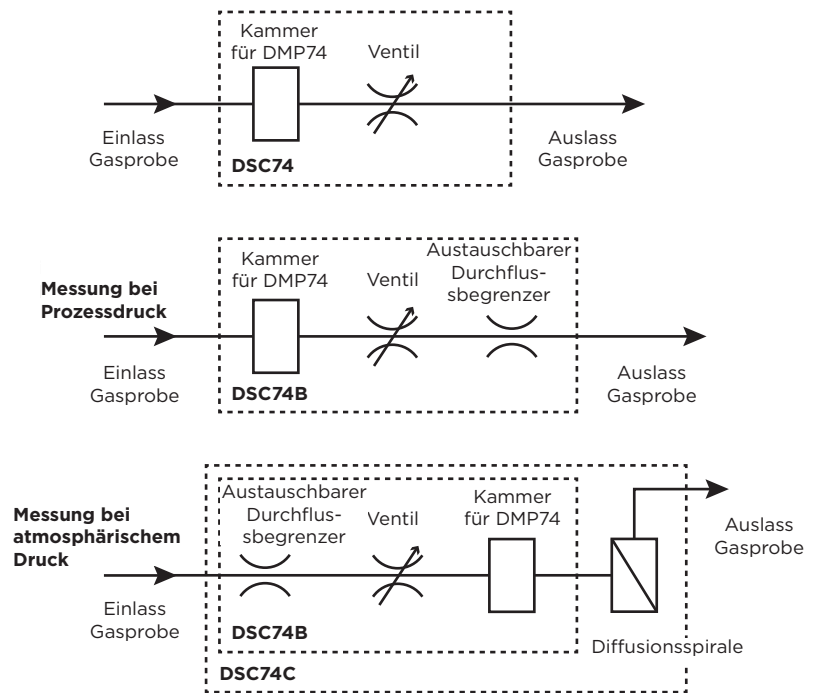 Kammer
für DMP74
Ventil
Einlass
Gasprobe
Auslass
Gasprobe
DSC74
Messung bei
Prozessdruck
Kammer
für DMP74
Ventil
Austauschbarer
Durchflus-
sbegrenzer
Einlass
Gasprobe
Auslass
Gasprobe
DSC74B
Messung bei
atmosphärischem
Druck
Austauschbarer
Durchflus-
sbegrenzer
Ventil
Kammer
für DMP74
Auslass
Gasprobe
Einlass
Gasprobe
DSC74B
Diffusionsspirale
DSC74C